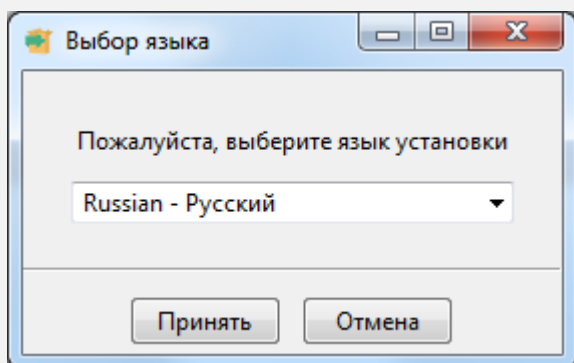 Выбор языка
Пожалуйста, выберите язык установки
Russian - Русский
Принять Отмена